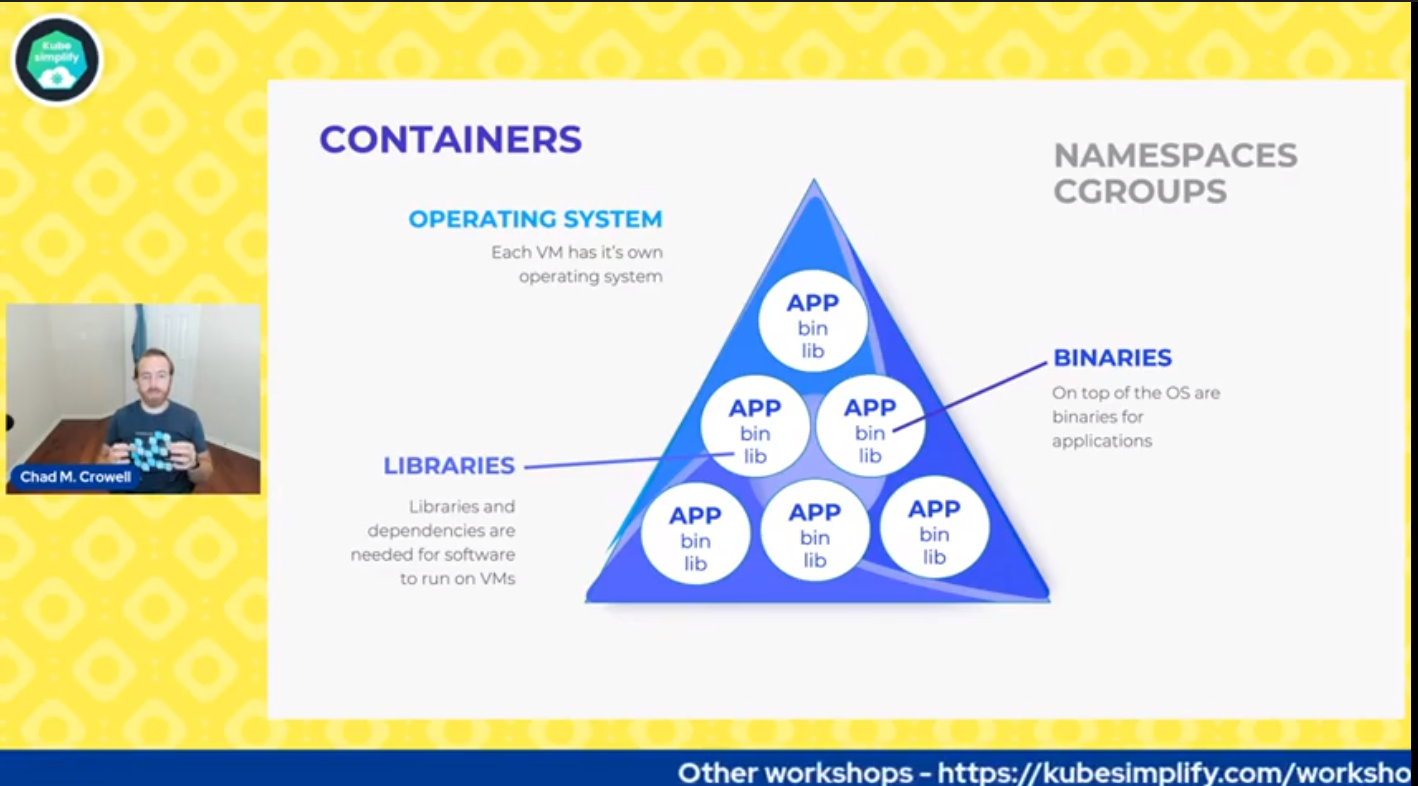 Kube
simplify
CONTAINERS
NAMESPACES
CGROUPS
OPERATING SYSTEM
Each VM has it's own
operating system
APP
bin
lib
BINARIES
On top of the OS are
binaries for
applications
APP
bin
lib
APP
bin
lib
LIBRARIES
Libraries and
dependencies are
needed for software
to run on VMs
APP
bin
lib
APP
bin
lib
APP
bin
lib
Chad M. Crowell
Other workshops - https://kubesimplify.com/worksho